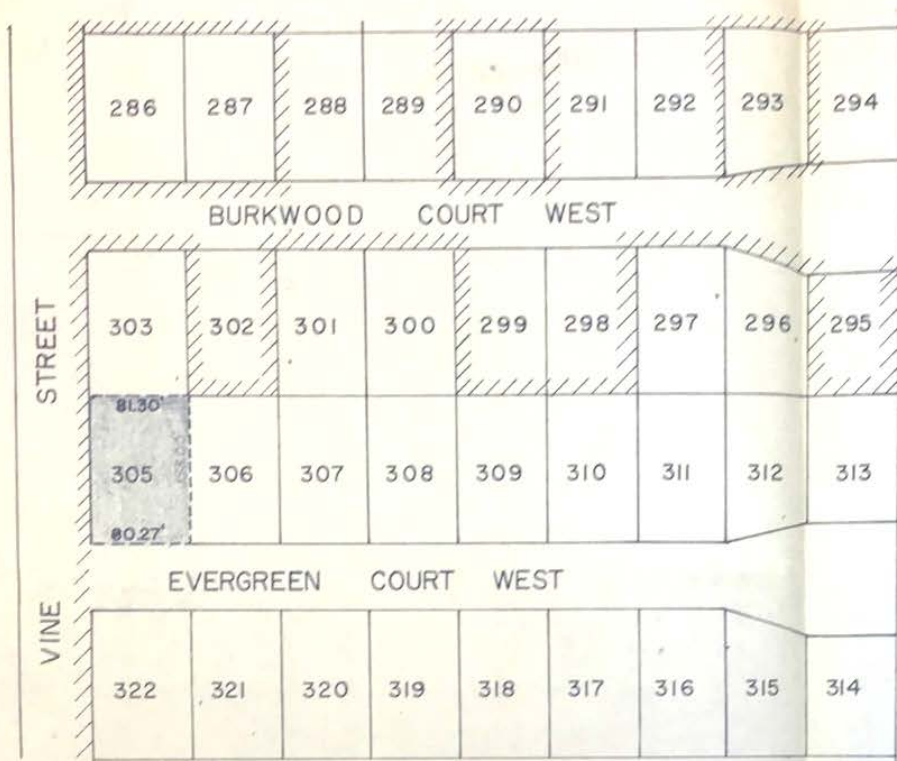 286 287 288 289 290 291 292 293 294
BURKWOOD COURT WEST
303 302 301 300 299 298 297 296 295
STREET
81.30'
305 306 307 308 309 310 311 312 313
80.27'
EVERGREEN COURT WEST
VINE
322 321 320 319 318 317 316 315 314